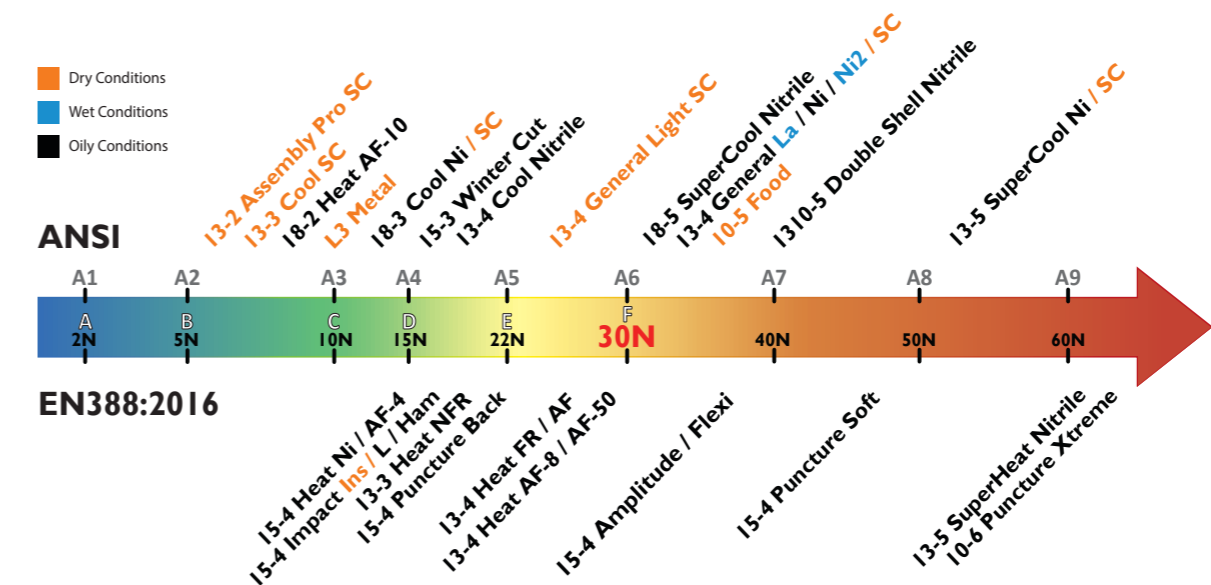 Dry Conditions
Wet Conditions
Oily Conditions
13-2 Assembly Pro SC
13-3 Cool SC
18-2 Heat AF-10
L3 Metal
18-3 Cool Ni / SC
15-3 Winter Cut
13-4 Cool Nitrile
13-4 General Light SC
18-5 SuperCool Nitrile
13-4 General La / Ni / Ni2 / SC
10-5 Food
1310-5 Double Shell Nitrile
13-5 SuperCool Ni / SC
ANSI
A1 A2 A3 A4 A5 A6 A7 A8 A9
A B C D E F
2N 5N 10N 15N 22N 30N 40N 50N 60N
EN388:2016
15-4 Heat Ni / AF-4
15-4 Impact Ins / L / Ham
13-3 Heat NFR
15-4 Puncture Back
13-4 Heat FR / AF
13-4 Heat AF-8 / AF-50
15-4 Amplitude / Flexi
15-4 Puncture Soft
13-5 SuperHeat Nitrile
10-6 Puncture Xtreme